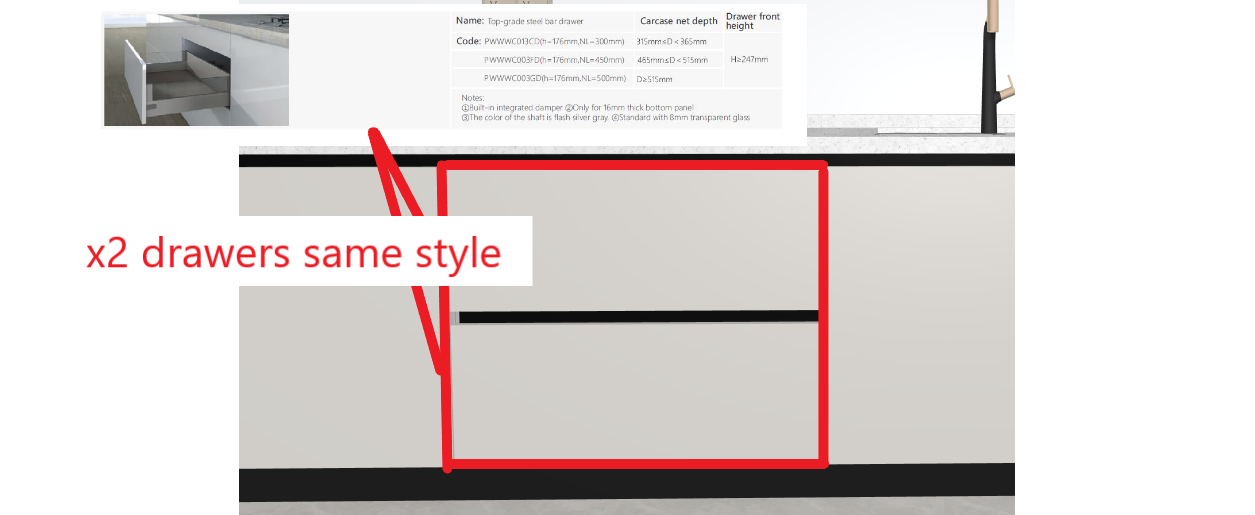 Name: Top-grade steel bar drawer Carcase net depth Drawer front height
Code: PWWWC013CD(h=176mm,NL=300mm) 315mm≤D<365mm
PWWWC003FD(h=176mm,NL=450mm) 465mm≤D<515mm H≥247mm
PWWWC003GD(h=176mm,NL=500mm) D≥515mm
Notes:
①Built-in integrated damper ②Only for 16mm thick bottom panel
③The color of the shaft is flash silver gray. ④Standard with 8mm transparent glass
x2 drawers same style